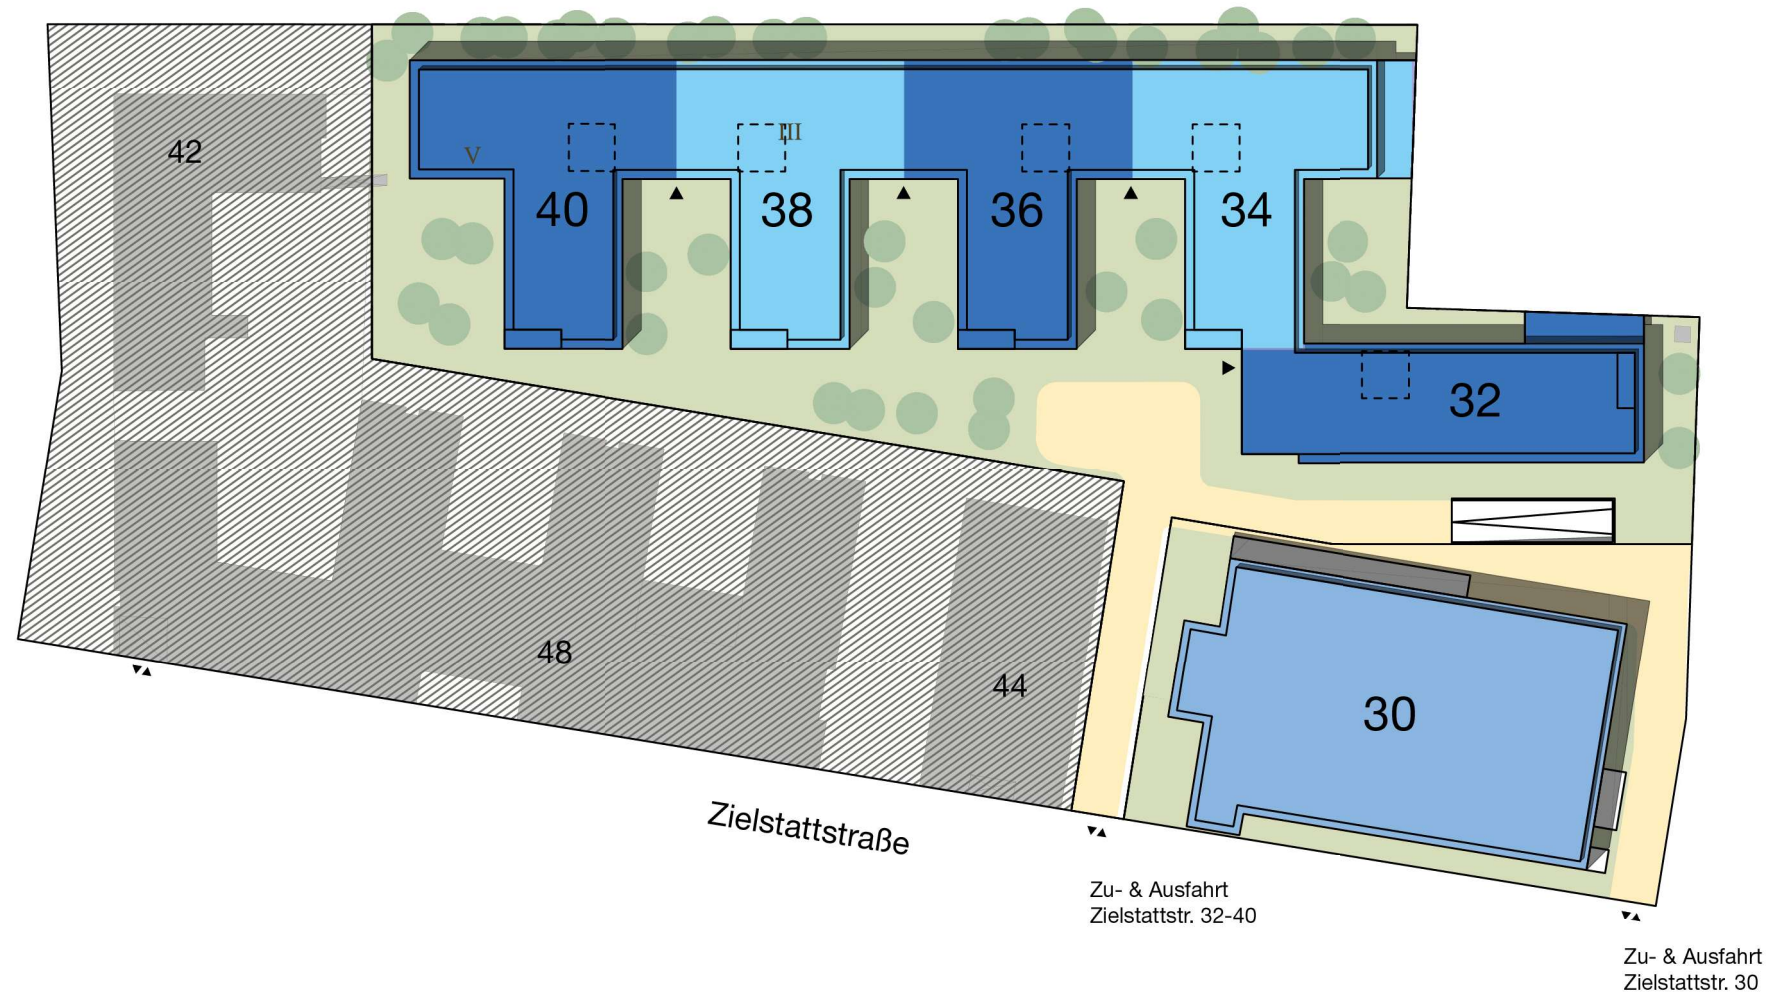 42
V
III
40
38
36
34
32
48
44
30
Zielstattstraße
Zu- & Ausfahrt
Zielstattstr. 32-40
Zu- & Ausfahrt
Zielstattstr. 30